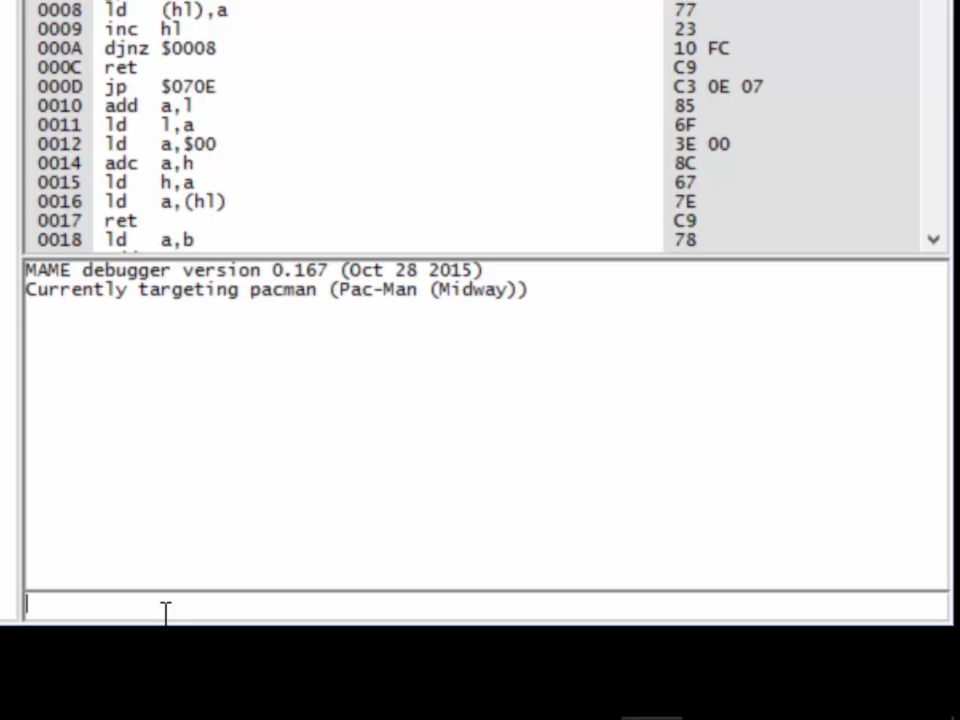 0008 ld (hl),a 77
0009 inc hl 23
000A djnz $0008 10 FC
000C ret C9
000D jp $070E C3 0E 07
0010 add a,l 85
0011 ld l,a 6F
0012 ld a,$00 3E 00
0014 adc a,h 8C
0015 ld h,a 67
0016 ld a,(hl) 7E
0017 ret C9
0018 ld a,b 78
MAME debugger version 0.167 (Oct 28 2015)
Currently targeting pacman (Pac-Man (Midway))